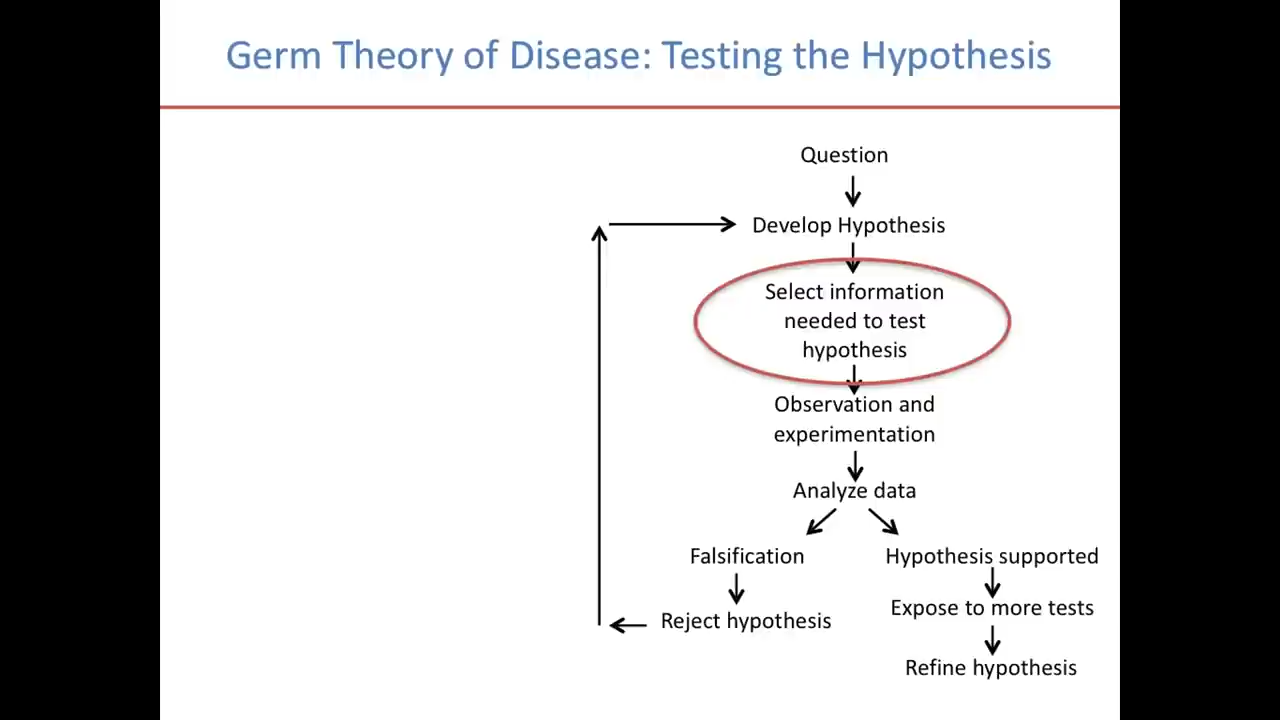 Germ Theory of Disease: Testing the Hypothesis
Question
Develop Hypothesis
Select information
needed to test
hypothesis
Observation and
experimentation
Analyze data
Falsification
Hypothesis supported
Reject hypothesis
Expose to more tests
Refine hypothesis